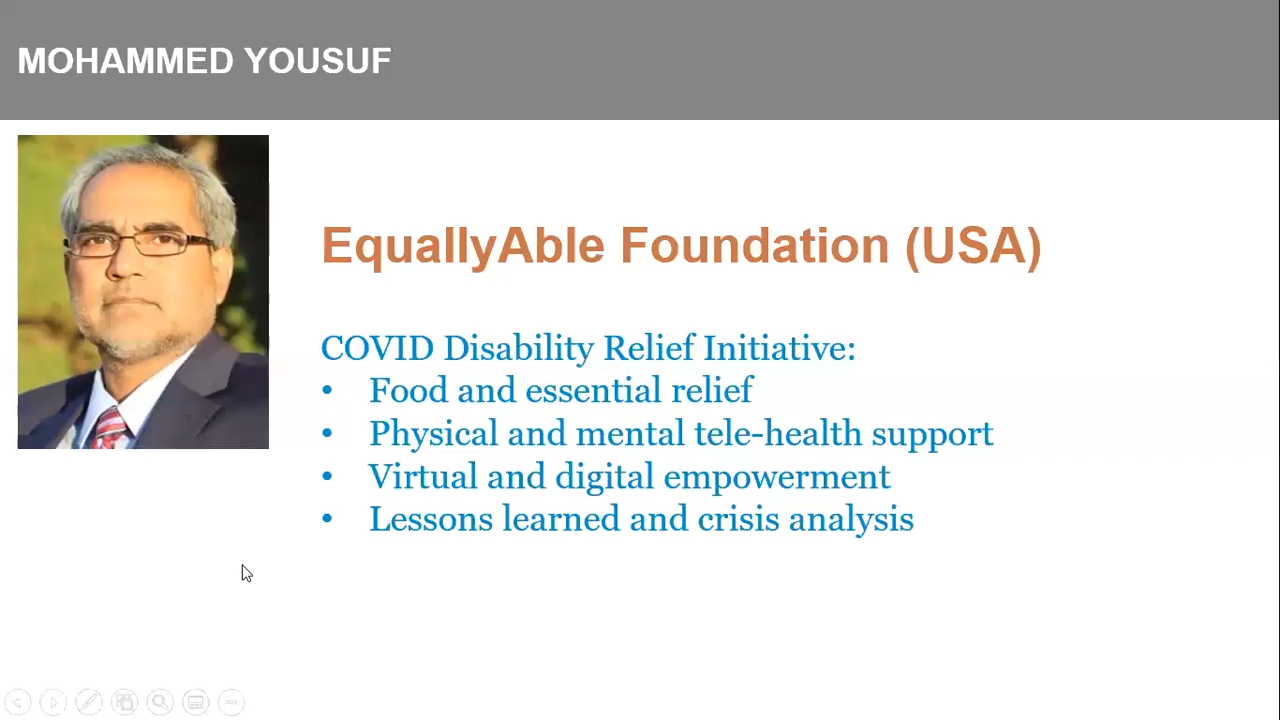 MOHAMMED YOUSUF
EquallyAble Foundation (USA)
COVID Disability Relief Initiative:
• Food and essential relief
• Physical and mental tele-health support
• Virtual and digital empowerment
• Lessons learned and crisis analysis